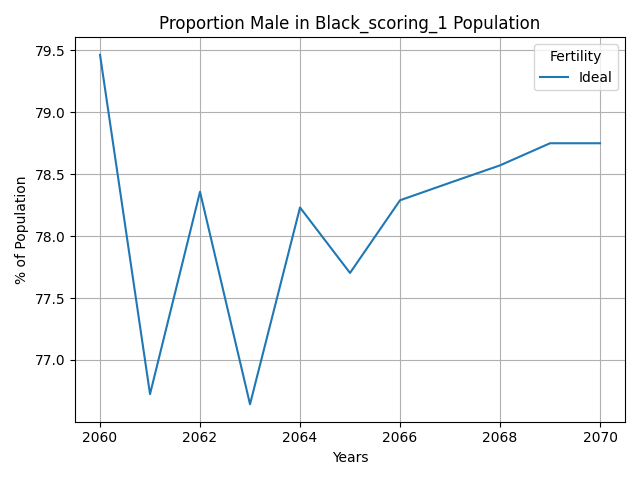 Proportion Male in Black_scoring_1 Population
Fertility
Ideal
79.5
79.0
78.5
78.0
77.5
77.0
% of Population
2060 2062 2064 2066 2068 2070
Years